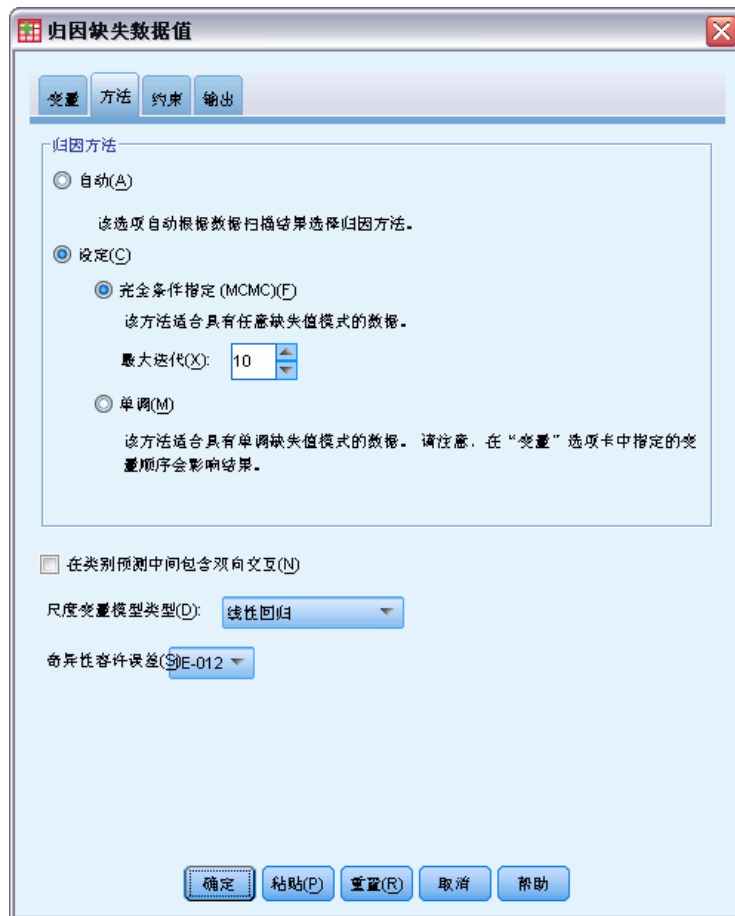 归因缺失数据值
变量 方法 约束 输出
归因方法
自动(A)
该选项自动根据数据扫描结果选择归因方法。
设定(C)
完全条件指定 (MCMC)(F)
该方法适合具有任意缺失值模式的数据。
最大迭代(X): 10
单调(M)
该方法适合具有单调缺失值模式的数据。 请注意，在“变量”选项卡中指定的变
量顺序会影响结果。
在类别预测中间包含双向交互(N)
尺度变量模型类型(D): 线性回归
奇异性容许误差(S) E-012
确定 粘贴(P) 重置(R) 取消 帮助